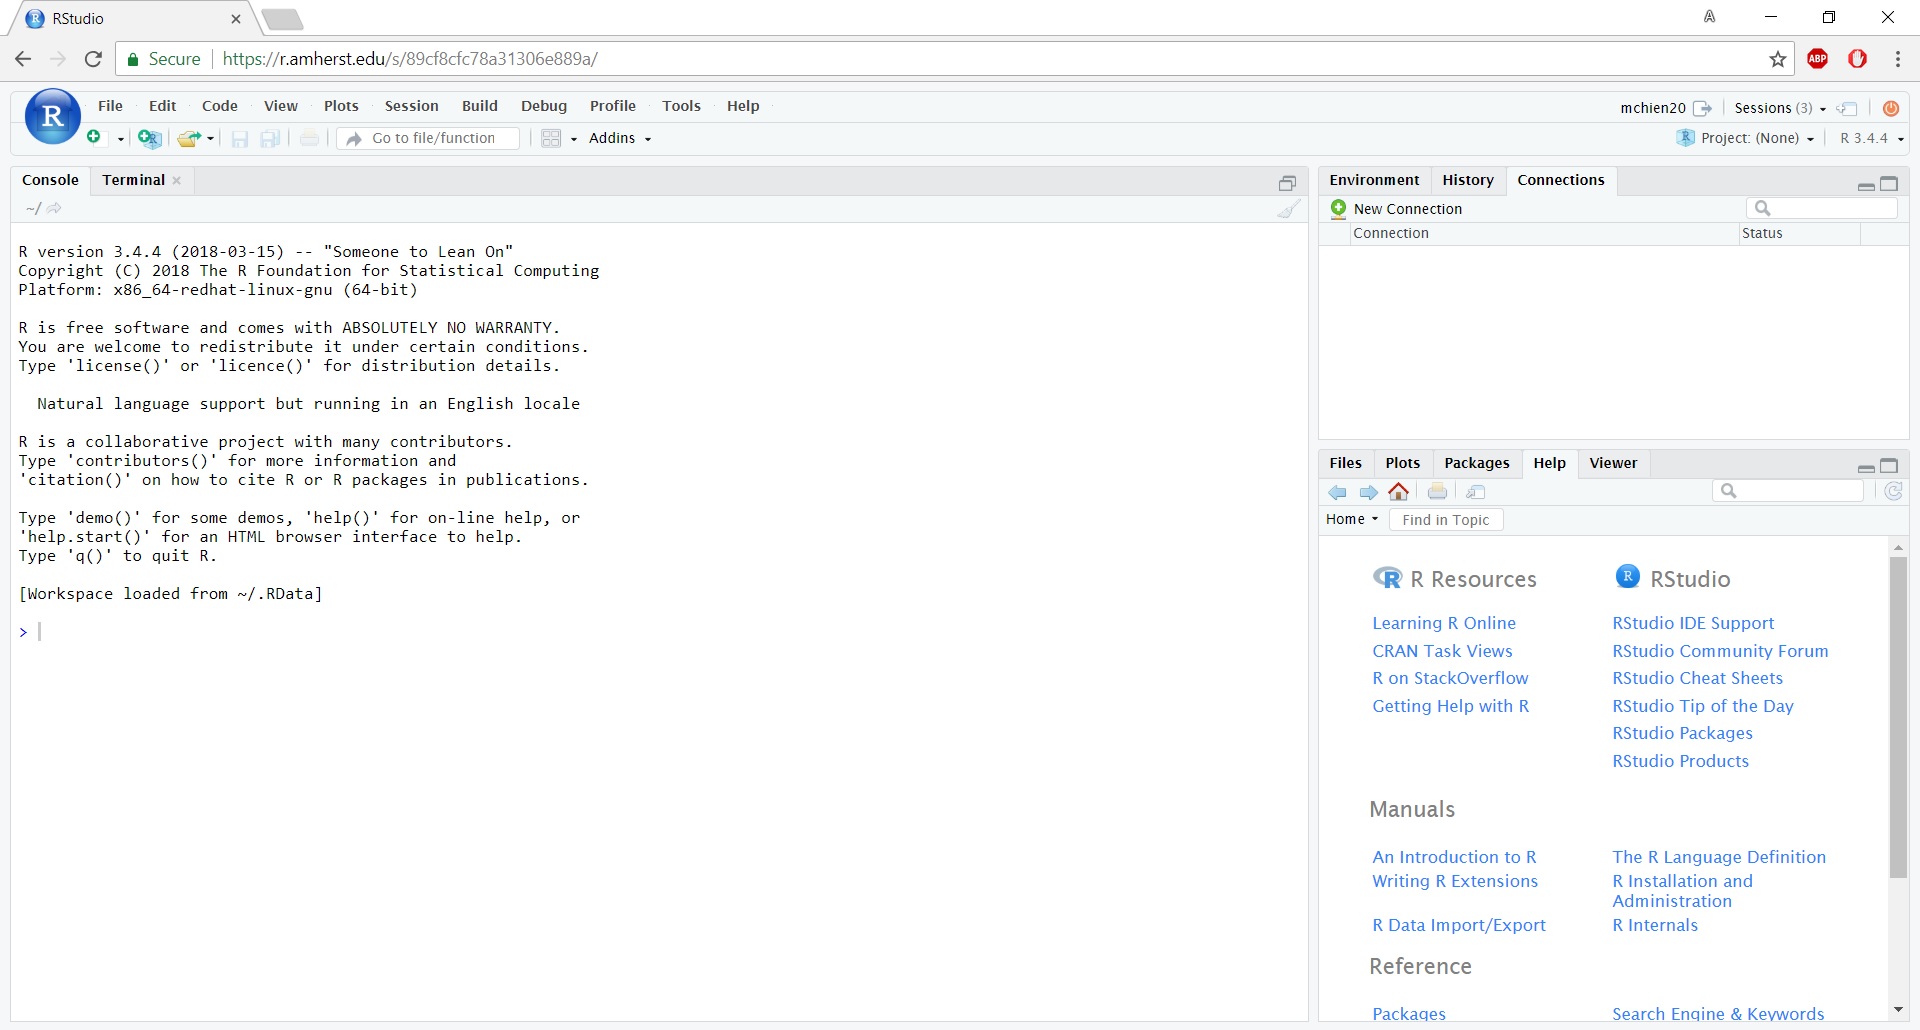 RStudio
Secure https://r.amherst.edu/s/89cf8cfc78a31306e889a/
ABP
R File Edit Code View Plots Session Build Debug Profile Tools Help
mchien20 Sessions (3)
Go to file/function Addins
Project: (None) R 3.4.4
Console Terminal
~/
R version 3.4.4 (2018-03-15) -- "Someone to Lean On"
Copyright (C) 2018 The R Foundation for Statistical Computing
Platform: x86_64-redhat-linux-gnu (64-bit)
R is free software and comes with ABSOLUTELY NO WARRANTY.
You are welcome to redistribute it under certain conditions.
Type 'license()' or 'licence()' for distribution details.
Natural language support but running in an English locale
R is a collaborative project with many contributors.
Type 'contributors()' for more information and
'citation()' on how to cite R or R packages in publications.
Type 'demo()' for some demos, 'help()' for on-line help, or
'help.start()' for an HTML browser interface to help.
Type 'q()' to quit R.
[Workspace loaded from ~/.RData]
>
Environment History Connections
New Connection
Connection Status
Files Plots Packages Help Viewer
Home Find in Topic
R R Resources
Learning R Online
CRAN Task Views
R on StackOverflow
Getting Help with R
R RStudio
RStudio IDE Support
RStudio Community Forum
RStudio Cheat Sheets
RStudio Tip of the Day
RStudio Packages
RStudio Products
Manuals
An Introduction to R
Writing R Extensions
R Data Import/Export
The R Language Definition
R Installation and
Administration
R Internals
Reference
Packages
Search Engine & Keywords